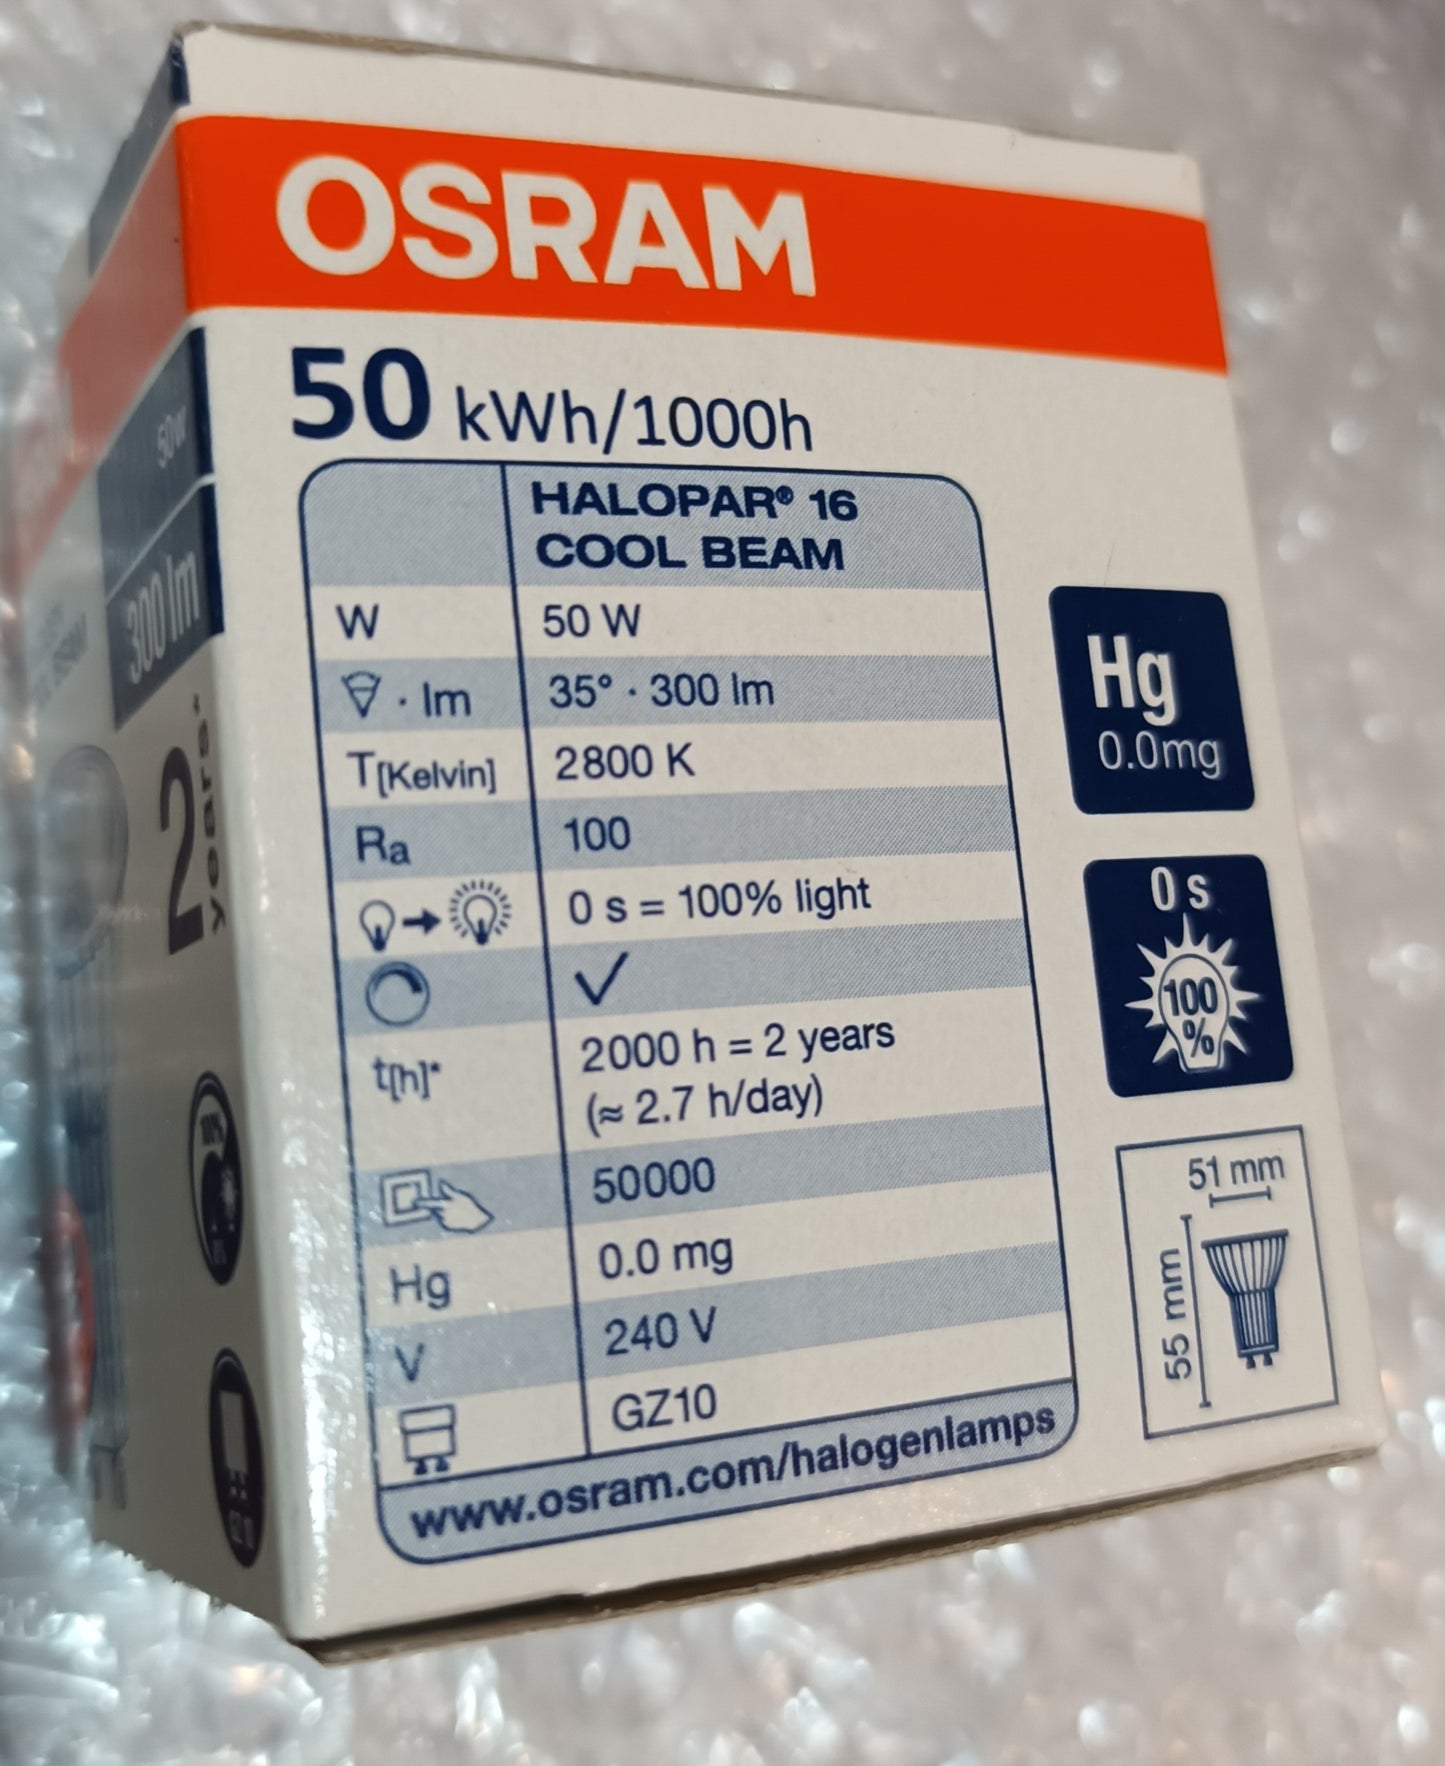 OSRAM
50 kWh/1000h
HALOPAR® 16
COOL BEAM
W 50 W
· lm 35° · 300 lm
T[Kelvin] 2800 K
Ra 100
0 s = 100% light
✓
t[h]* 2000 h = 2 years
(≈ 2.7 h/day)
50000
Hg 0.0 mg
V 240 V
GZ10
www.osram.com/halogenlamps
Hg
0.0mg
0 s
100
%
51 mm
55 mm
50W
300 lm
2
years*
GZ10